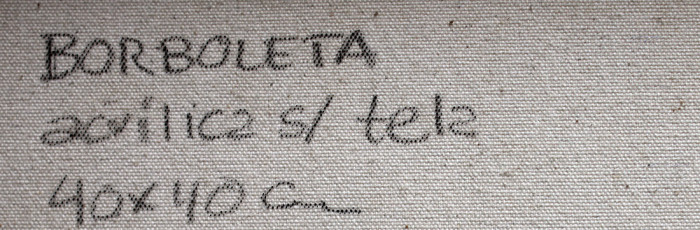 BORBOLETA
acrílica s/ tela
40x40 cm